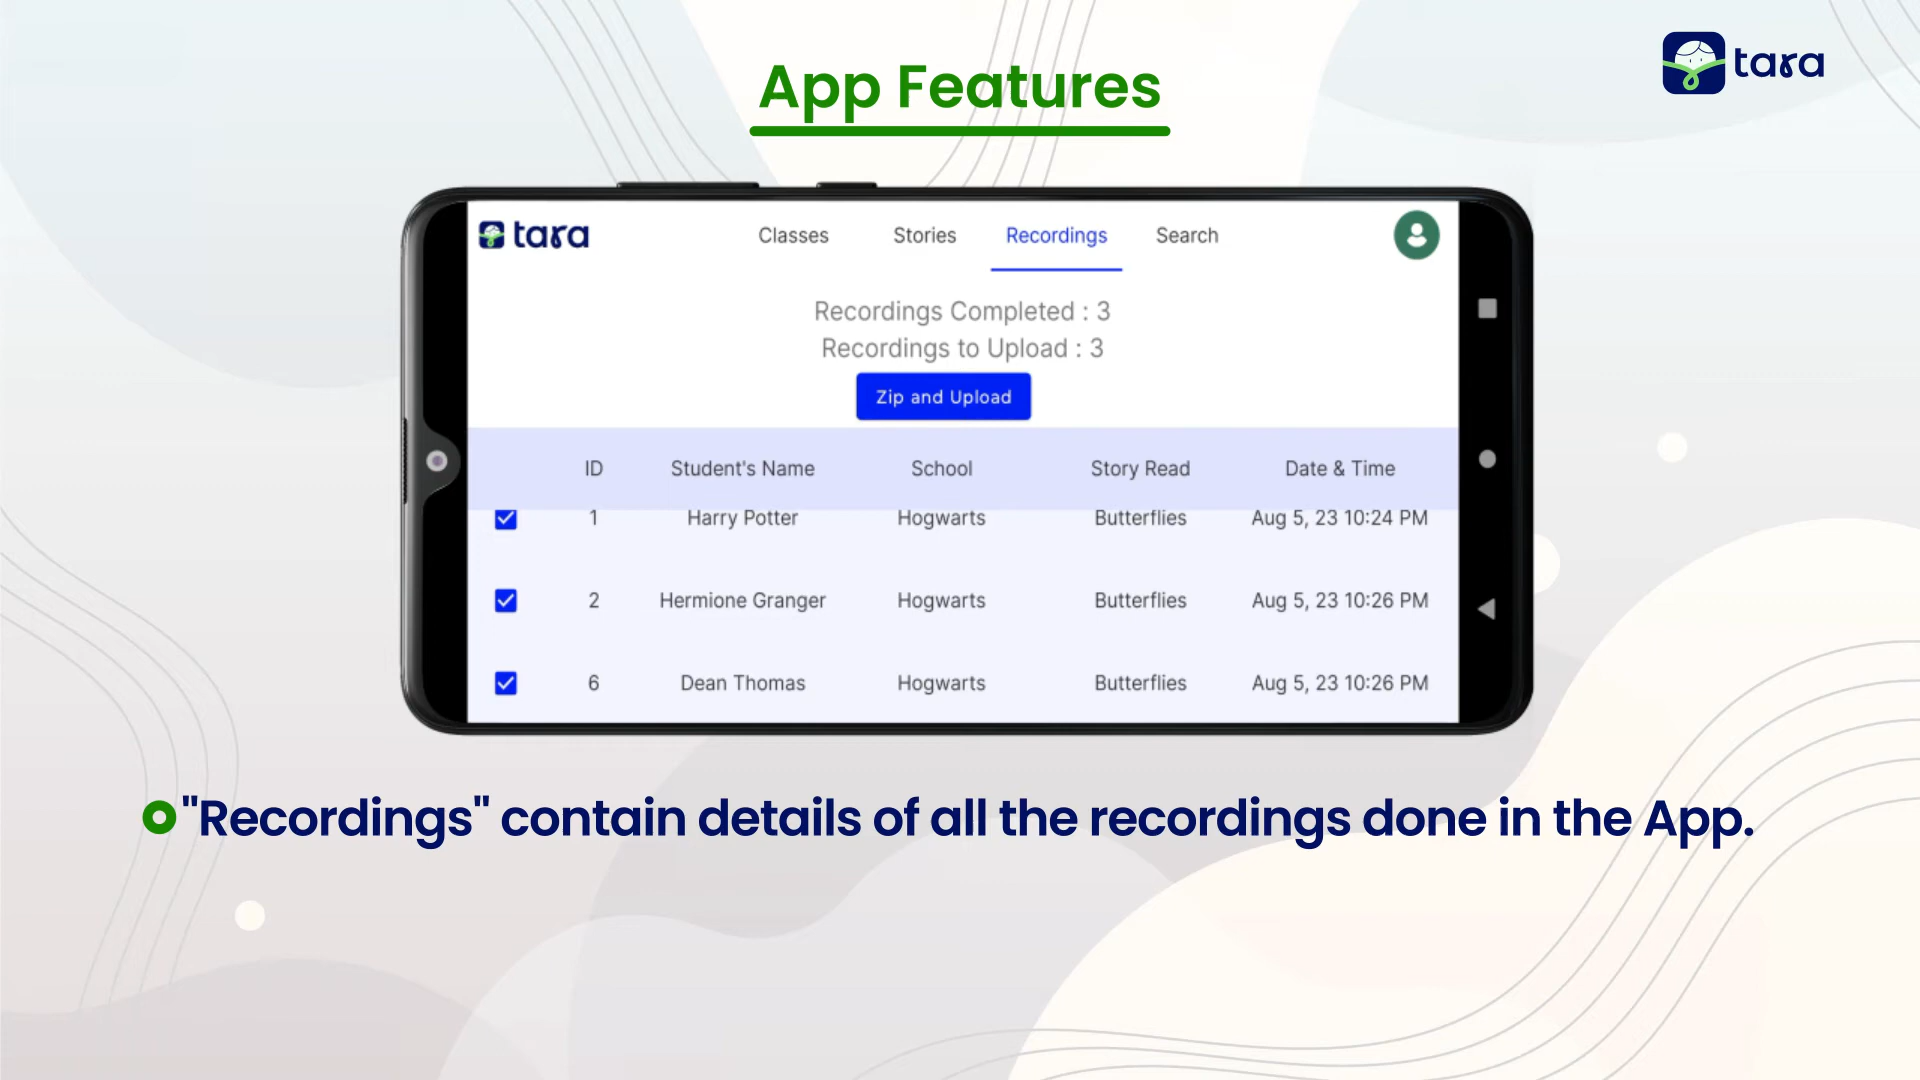 App Features
tara
tara
Classes Stories Recordings Search
Recordings Completed : 3
Recordings to Upload : 3
Zip and Upload
ID Student's Name School Story Read Date & Time
1 Harry Potter Hogwarts Butterflies Aug 5, 23 10:24 PM
2 Hermione Granger Hogwarts Butterflies Aug 5, 23 10:26 PM
6 Dean Thomas Hogwarts Butterflies Aug 5, 23 10:26 PM
"Recordings" contain details of all the recordings done in the App.